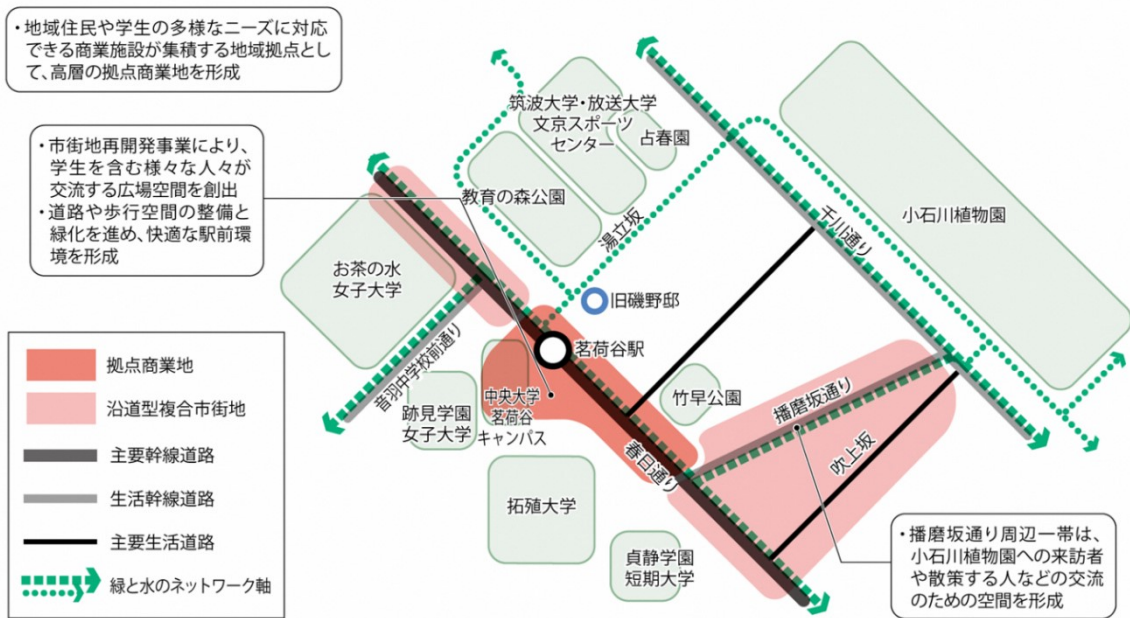 ・地域住民や学生の多様なニーズに対応
できる商業施設が集積する地域拠点とし
て、高層の拠点商業地を形成
・市街地再開発事業により、
学生を含む様々な人々が
交流する広場空間を創出
・道路や歩行空間の整備と
緑化を進め、快適な駅前環
境を形成
筑波大学・放送大学
文京スポーツ
センター
占春園
教育の森公園
湯立坂
千川通り
小石川植物園
お茶の水
女子大学
旧磯野邸
茗荷谷駅
音羽中学校前通り
中央大学
茗荷谷
キャンパス
跡見学園
女子大学
竹早公園
播磨坂通り
春日通り
吹上坂
拓殖大学
貞静学園
短期大学
拠点商業地
沿道型複合市街地
主要幹線道路
生活幹線道路
主要生活道路
緑と水のネットワーク軸
・播磨坂通り周辺一帯は、
小石川植物園への来訪者
や散策する人などの交流
のための空間を形成